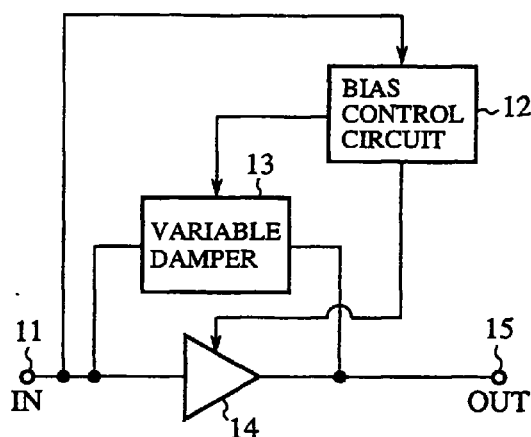 BIAS
CONTROL
CIRCUIT
12
13
VARIABLE
DAMPER
11
15
IN
OUT
14